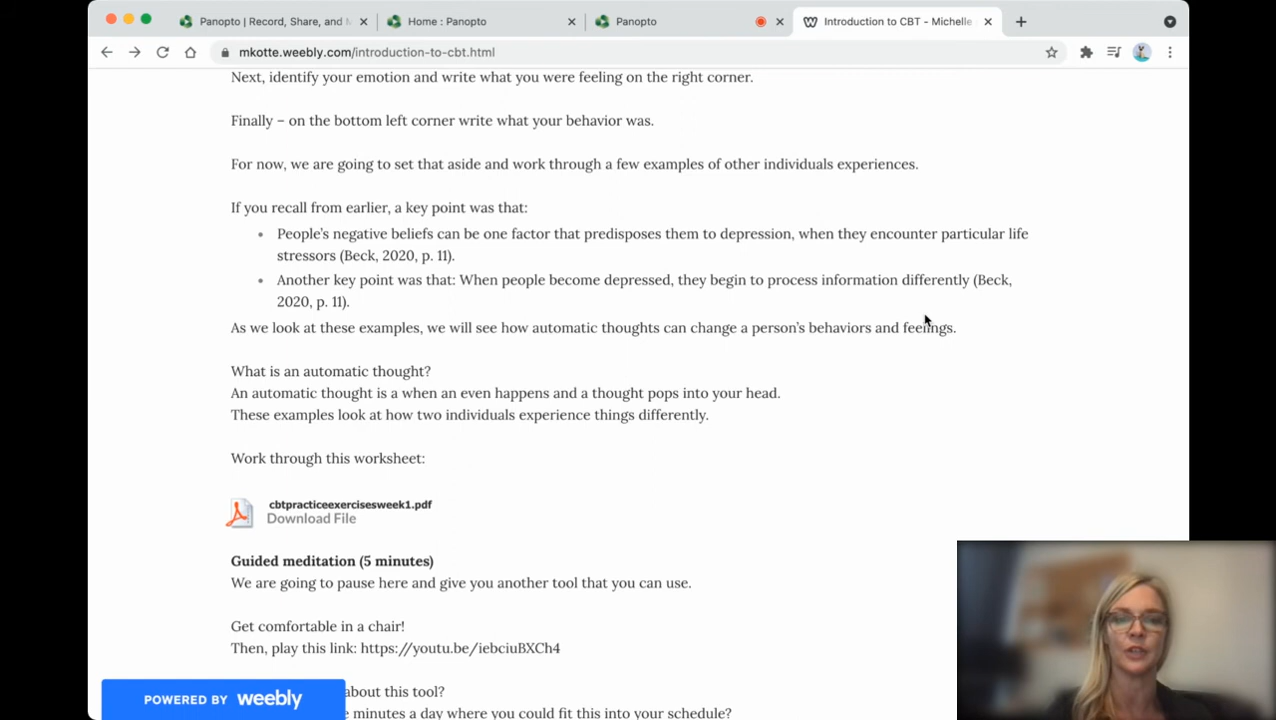 Panopto | Record, Share, and
Home : Panopto
Panopto
Introduction to CBT - Michelle
mkotte.weebly.com/introduction-to-cbt.html
Next, identify your emotion and write what you were feeling on the right corner.
Finally – on the bottom left corner write what your behavior was.
For now, we are going to set that aside and work through a few examples of other individuals experiences.
If you recall from earlier, a key point was that:
People's negative beliefs can be one factor that predisposes them to depression, when they encounter particular life
stressors (Beck, 2020, p. 11).
Another key point was that: When people become depressed, they begin to process information differently (Beck,
2020, p. 11).
As we look at these examples, we will see how automatic thoughts can change a person's behaviors and feelings.
What is an automatic thought?
An automatic thought is a when an even happens and a thought pops into your head.
These examples look at how two individuals experience things differently.
Work through this worksheet:
cbtpracticeexercisesweek1.pdf
Download File
Guided meditation (5 minutes)
We are going to pause here and give you another tool that you can use.
Get comfortable in a chair!
Then, play this link: https://youtu.be/iebciuBXCh4
about this tool?
minutes a day where you could fit this into your schedule?
POWERED BY weebly